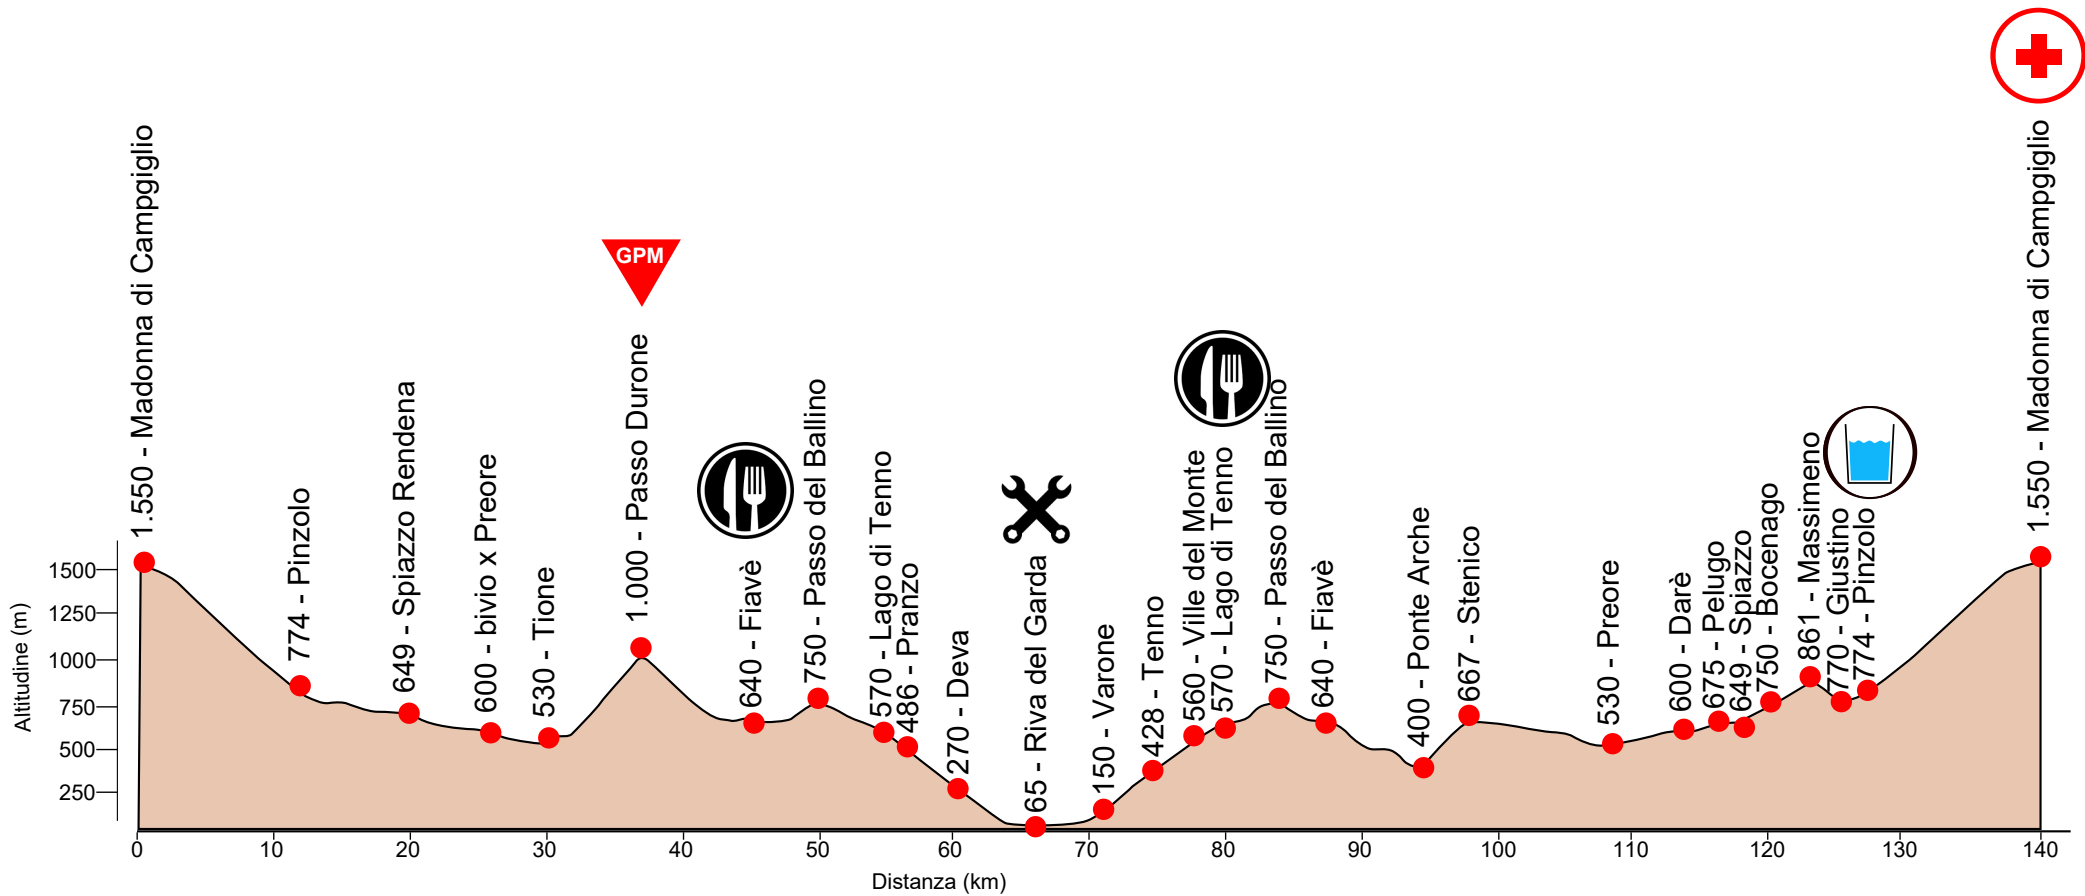 1.550 - Madonna di Campgiglio
774 - Pinzolo
649 - Spiazzo Rendena
600 - bivio x Preore
530 - Tione
GPM
1.000 - Passo Durone
640 - Fiavè
750 - Passo del Ballino
570 - Lago di Tenno
486 - Pranzo
270 - Deva
65 - Riva del Garda
150 - Varone
428 - Tenno
560 - Ville del Monte
570 - Lago di Tenno
750 - Passo del Ballino
640 - Fiavè
400 - Ponte Arche
667 - Stenico
530 - Preore
600 - Darè
675 - Pelugo
649 - Spiazzo
750 - Bocenago
861 - Massimeno
770 - Giustino
774 - Pinzolo
1.550 - Madonna di Campgiglio
Altitudine (m)
1500
1250
1000
750
500
250
0 10 20 30 40 50 60 70 80 90 100 110 120 130 140
Distanza (km)